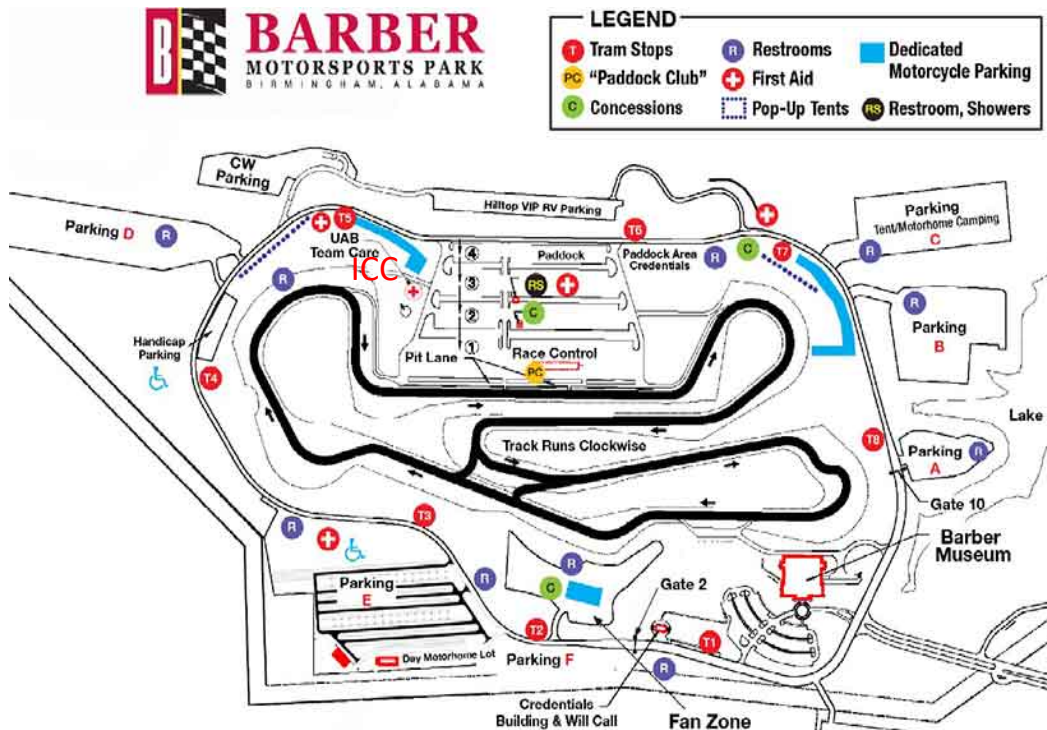 B
BARBER
MOTORSPORTS PARK
BIRMINGHAM, ALABAMA
LEGEND
T Tram Stops
R Restrooms
Dedicated
Motorcycle Parking
PC "Paddock Club"
First Aid
C Concessions
Pop-Up Tents
RS Restroom, Showers
CW
Parking
Hilltop VIP RV Parking
Parking
Tent/Motorhome Camping
C
Parking D
R
T5
UAB
Team Care
ICC
T6
Paddock
Paddock Area
Credentials
R
C
T7
R
R
4
3
2
1
RS
C
R
Parking
B
Handicap
Parking
T4
Pit Lane
Race Control
PC
Lake
T8
Parking
A
R
Track Runs Clockwise
Gate 10
T3
R
Barber
Museum
Parking
E
R
R
C
Gate 2
T2
T1
Day Motorhome Lot
Parking F
R
Credentials
Building & Will Call
Fan Zone